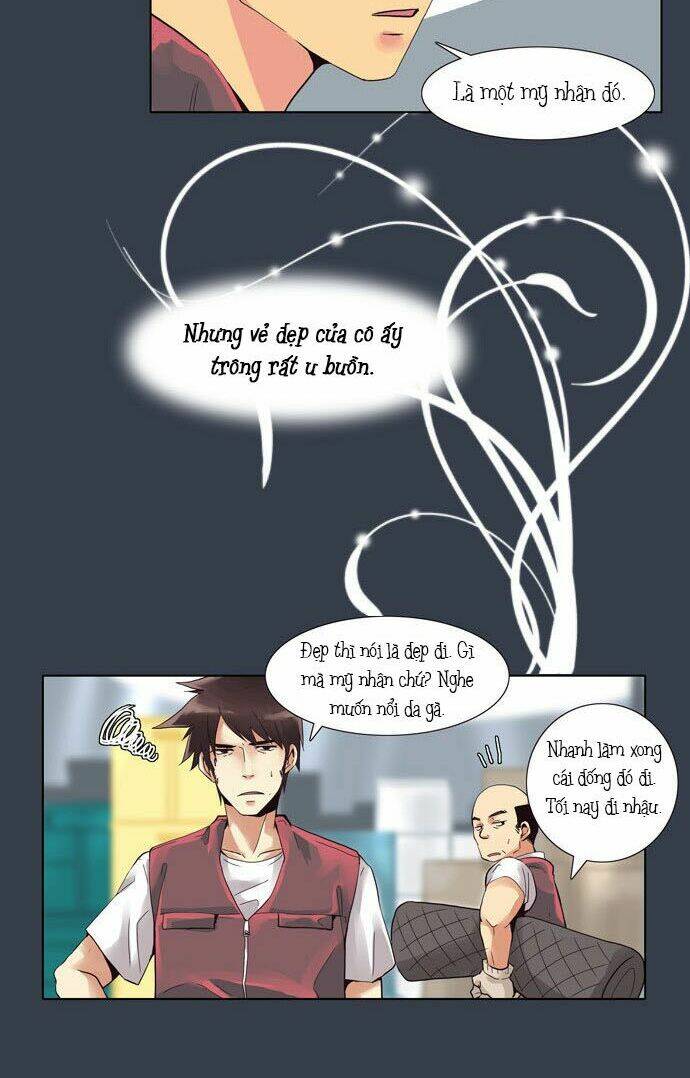 Là một mỹ nhân đó.
Nhưng vẻ đẹp của cô ấy
trông rất u buồn.
Đẹp thì nói là đẹp đi. Gì
mà mỹ nhân chứ? Nghe
muốn nổi da gà.
Nhanh làm xong
cái đống đó đi.
Tối nay đi nhậu.